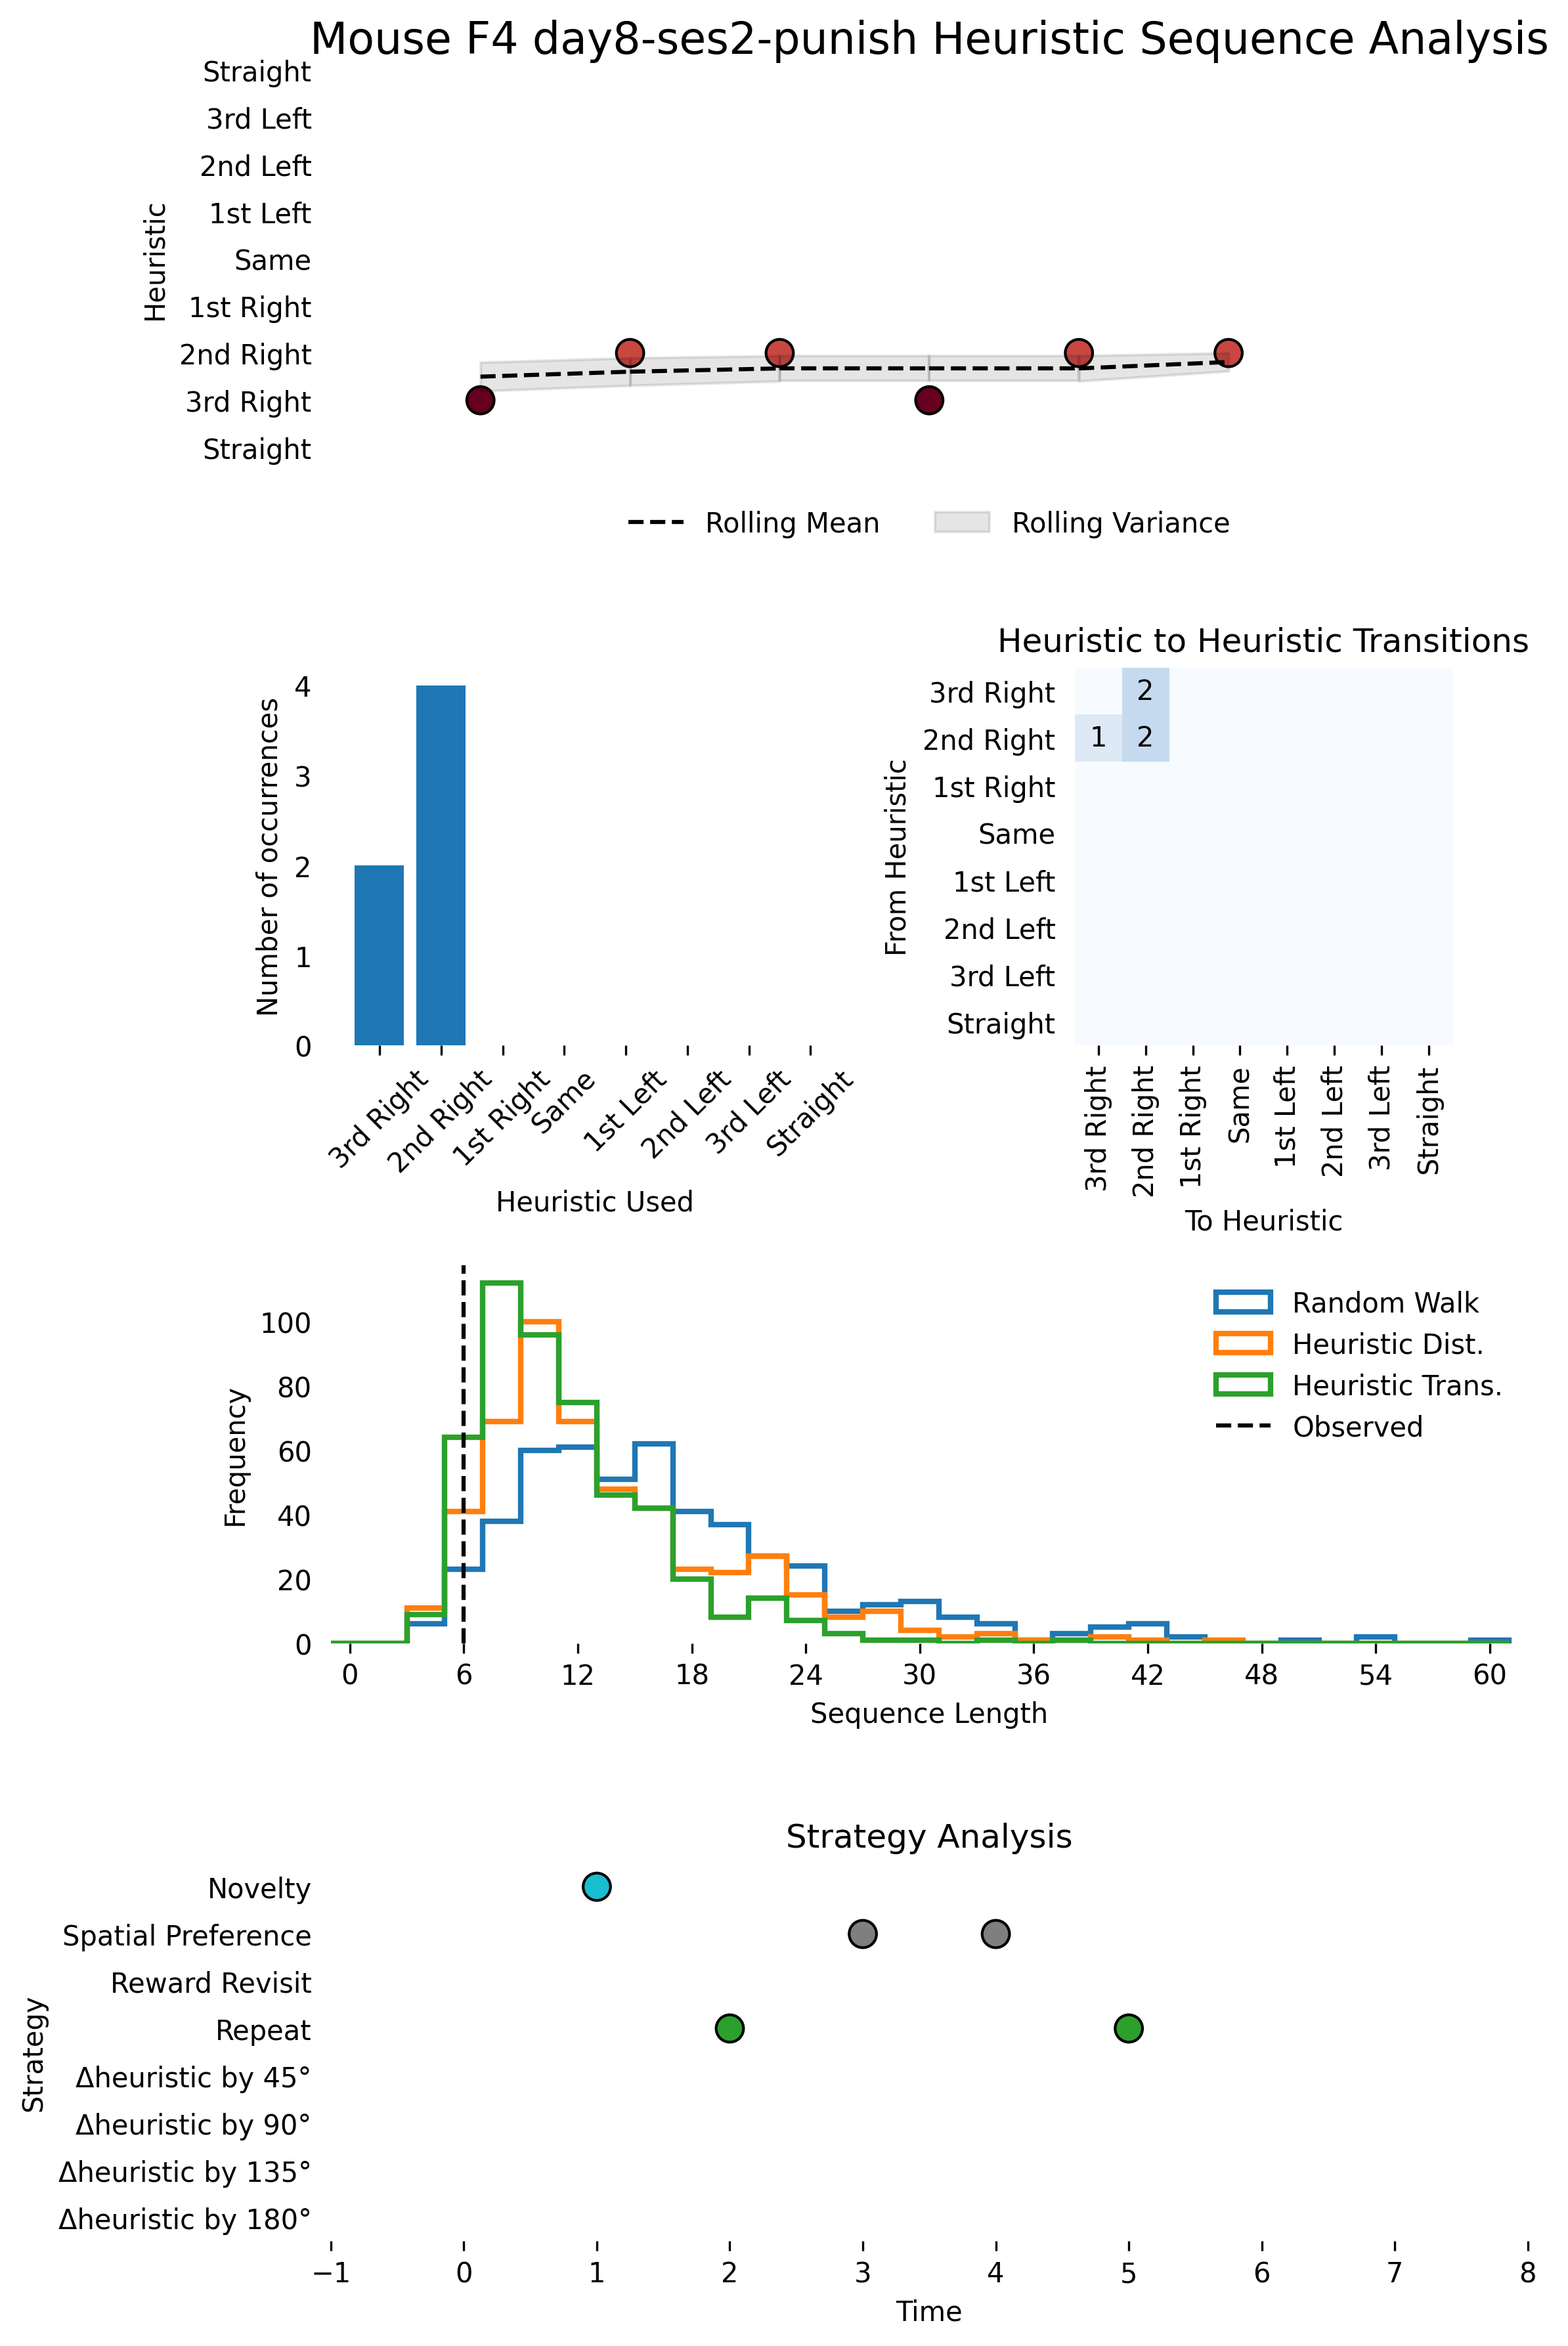 Mouse F4 day8-ses2-punish Heuristic Sequence Analysis
Straight
3rd Left
2nd Left
1st Left
Same
1st Right
2nd Right
3rd Right
Straight
Heuristic
Rolling Mean
Rolling Variance
4
3
2
1
0
Number of occurrences
3rd Right
2nd Right
1st Right
Same
1st Left
2nd Left
3rd Left
Straight
Heuristic Used
Heuristic to Heuristic Transitions
3rd Right
2nd Right
1st Right
Same
1st Left
2nd Left
3rd Left
Straight
From Heuristic
2
1 2
3rd Right
2nd Right
1st Right
Same
1st Left
2nd Left
3rd Left
Straight
To Heuristic
100
80
60
40
20
0
Frequency
Random Walk
Heuristic Dist.
Heuristic Trans.
Observed
0 6 12 18 24 30 36 42 48 54 60
Sequence Length
Strategy Analysis
Novelty
Spatial Preference
Reward Revisit
Repeat
Δheuristic by 45°
Δheuristic by 90°
Δheuristic by 135°
Δheuristic by 180°
Strategy
−1 0 1 2 3 4 5 6 7 8
Time